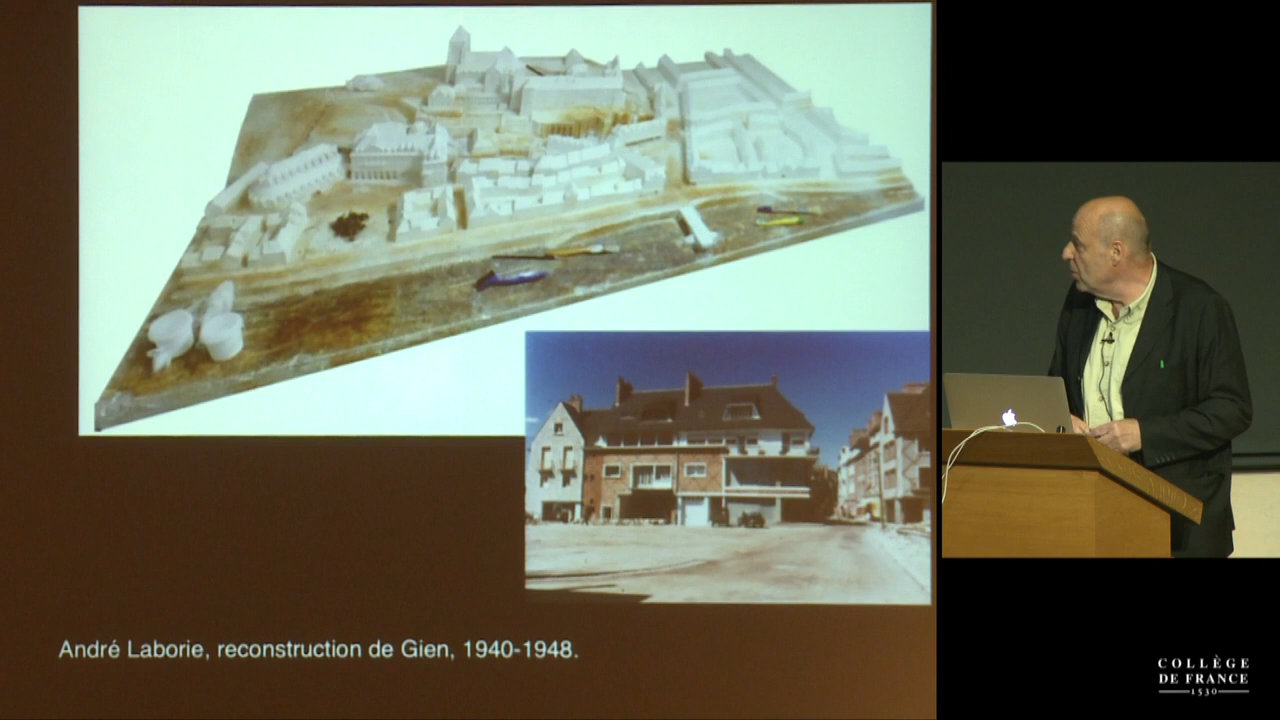 André Laborie, reconstruction de Gien, 1940-1948.
COLLÈGE
DE FRANCE
1530